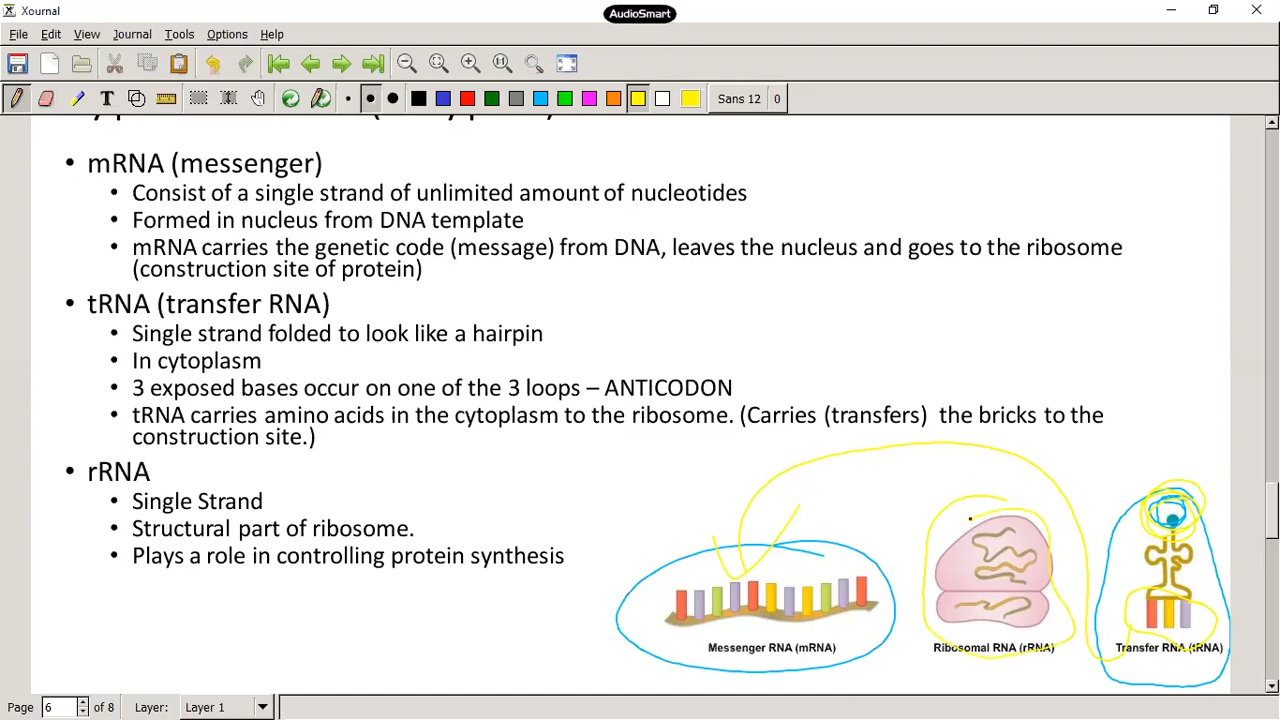 Xournal
AudioSmart
File Edit View Journal Tools Options Help
Sans 12 0
• mRNA (messenger)
• Consist of a single strand of unlimited amount of nucleotides
• Formed in nucleus from DNA template
• mRNA carries the genetic code (message) from DNA, leaves the nucleus and goes to the ribosome
(construction site of protein)
• tRNA (transfer RNA)
• Single strand folded to look like a hairpin
• In cytoplasm
• 3 exposed bases occur on one of the 3 loops – ANTICODON
• tRNA carries amino acids in the cytoplasm to the ribosome. (Carries (transfers) the bricks to the
construction site.)
• rRNA
• Single Strand
• Structural part of ribosome.
• Plays a role in controlling protein synthesis
Messenger RNA (mRNA) Ribosomal RNA (rRNA) Transfer RNA (tRNA)
Page 6 of 8 Layer: Layer 1